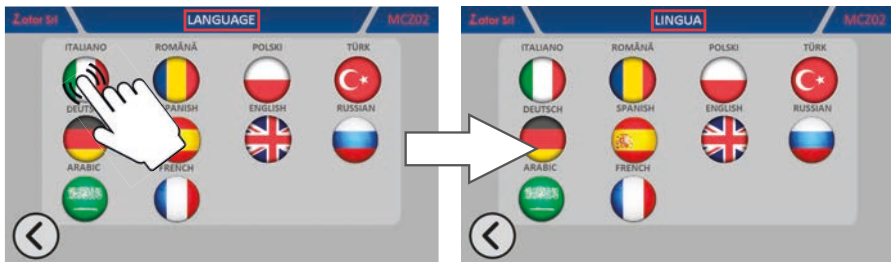 Zator Srl LANGUAGE MCZ02
ITALIANO ROMÂNĂ POLSKI TÜRK
DEUTSCH SPANISH ENGLISH RUSSIAN
ARABIC FRENCH
Zator Srl LINGUA MCZ02
ITALIANO ROMÂNĂ POLSKI TÜRK
DEUTSCH SPANISH ENGLISH RUSSIAN
ARABIC FRENCH